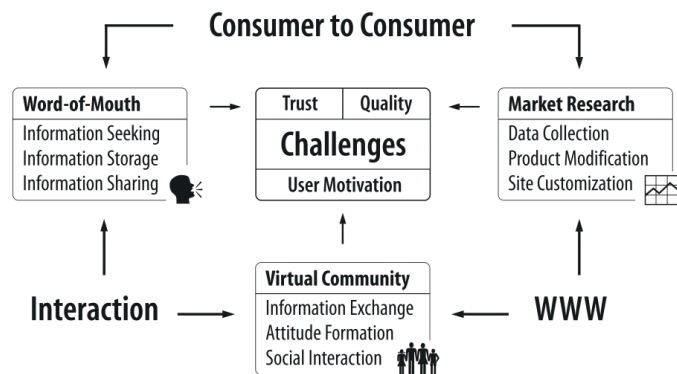 Consumer to Consumer
Word-of-Mouth
Information Seeking
Information Storage
Information Sharing
Trust
Quality
Challenges
User Motivation
Market Research
Data Collection
Product Modification
Site Customization
Interaction
Virtual Community
Information Exchange
Attitude Formation
Social Interaction
WWW